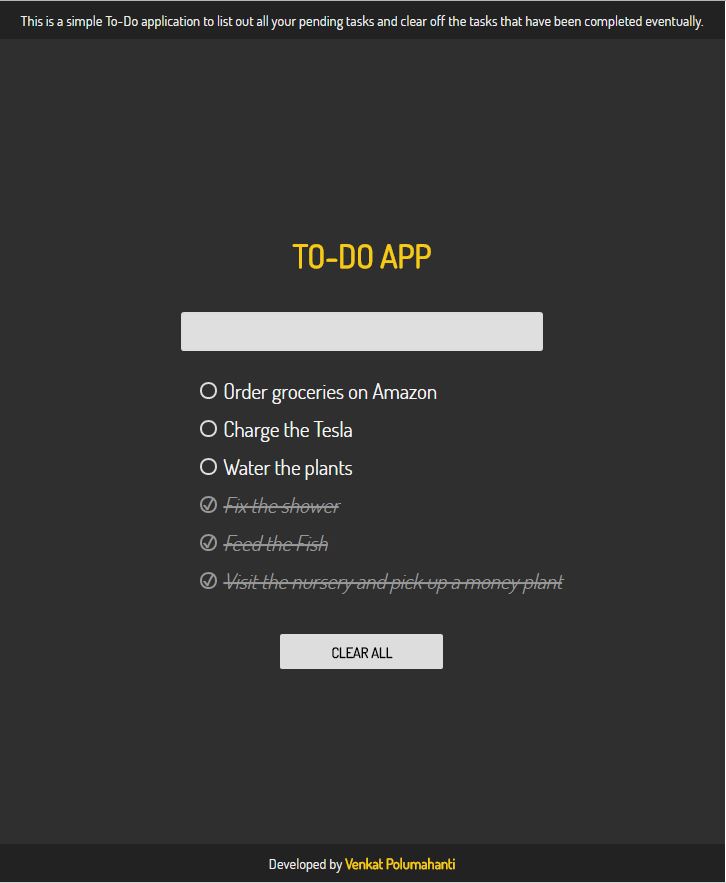 This is a simple To-Do application to list out all your pending tasks and clear off the tasks that have been completed eventually.
TO-DO APP
Order groceries on Amazon
Charge the Tesla
Water the plants
Fix the shower
Feed the Fish
Visit the nursery and pick up a money plant
CLEAR ALL
Developed by Venkat Polumahanti